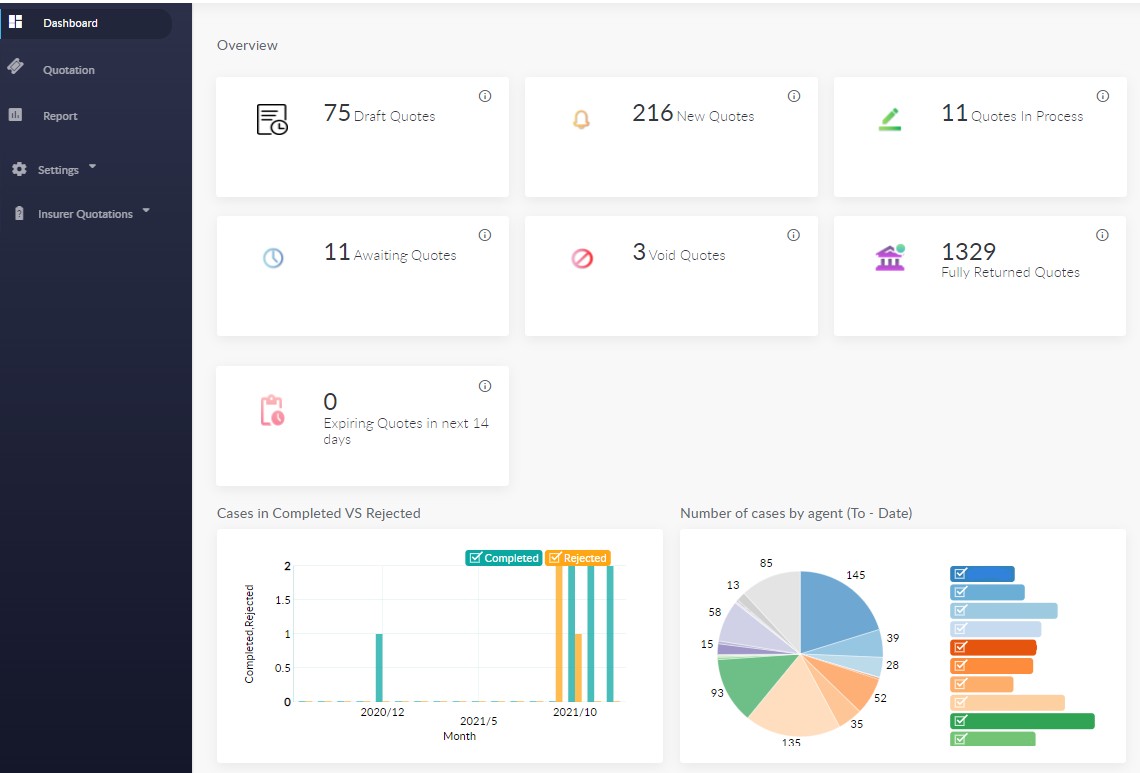 Dashboard
Quotation
Report
Settings
Insurer Quotations
Overview
75 Draft Quotes
216 New Quotes
11 Quotes In Process
11 Awaiting Quotes
3 Void Quotes
1329
Fully Returned Quotes
0
Expiring Quotes in next 14
days
Cases in Completed VS Rejected
Completed
Rejected
2
1.5
1
0.5
0
Completed,Rejected
2020/12
2021/5
2021/10
Month
Number of cases by agent (To - Date)
145
39
28
52
35
135
93
15
58
13
85